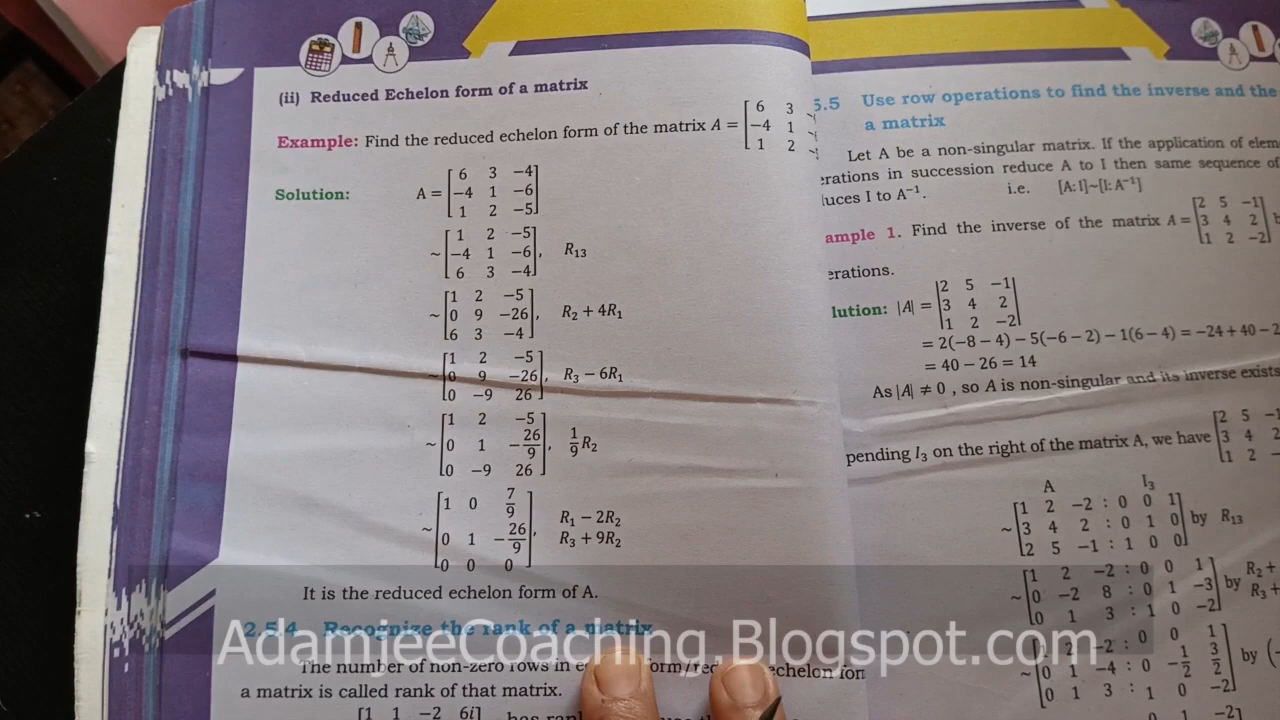 (ii) Reduced Echelon form of a matrix
Example: Find the reduced echelon form of the matrix A = [6 3
−4 1
1 2
Solution: A = [6 3 −4
−4 1 −6
1 2 −5]
~ [1 2 −5
−4 1 −6
6 3 −4], R₁₃
~ [1 2 −5
0 9 −26
6 3 −4], R₂ + 4R₁
~ [1 2 −5
0 9 −26
0 −9 26], R₃ − 6R₁
~ [1 2 −5
0 1 −26/9
0 −9 26], 1/9 R₂
~ [1 0 7/9
0 1 −26/9
0 0 0], R₁ − 2R₂
R₃ + 9R₂
It is the reduced echelon form of A.
2.5.4 Recognize the rank of a matrix
The number of non-zero rows in echelon
a matrix is called rank of that matrix.
[1 1 −2 6i]
5.5 Use row operations to find the inverse and the
a matrix
Let A be a non-singular matrix. If the application of elem
erations in succession reduce A to I then same sequence of
luces I to A⁻¹. i.e. [A:I]~[I:A⁻¹]
ample 1. Find the inverse of the matrix A = [2 5 −1
3 4 2
1 2 −2]
erations.
lution: |A| = |2 5 −1
3 4 2
1 2 −2|
= 2(−8 − 4) − 5(−6 − 2) − 1(6 − 4) = −24 + 40 − 2
= 40 − 26 = 14
As |A| ≠ 0 , so A is non-singular and its inverse exists
pending I₃ on the right of the matrix A, we have [2 5 −1
3 4 2
1 2 −
A I₃
~ [1 2 −2 : 0 0 1
3 4 2 : 0 1 0
2 5 −1 : 1 0 0] by R₁₃
~ [1 2 −2 : 0 0 1
0 −2 8 : 0 1 −3
0 1 3 : 1 0 −2] by R₂ +
R₃ +
~ [1 2 −2 : 0 0 1
0 1 −4 : 0 −1/2 3/2
0 1 3 : 1 0 −2] by (−
AdamjeeCoaching.Blogspot.com